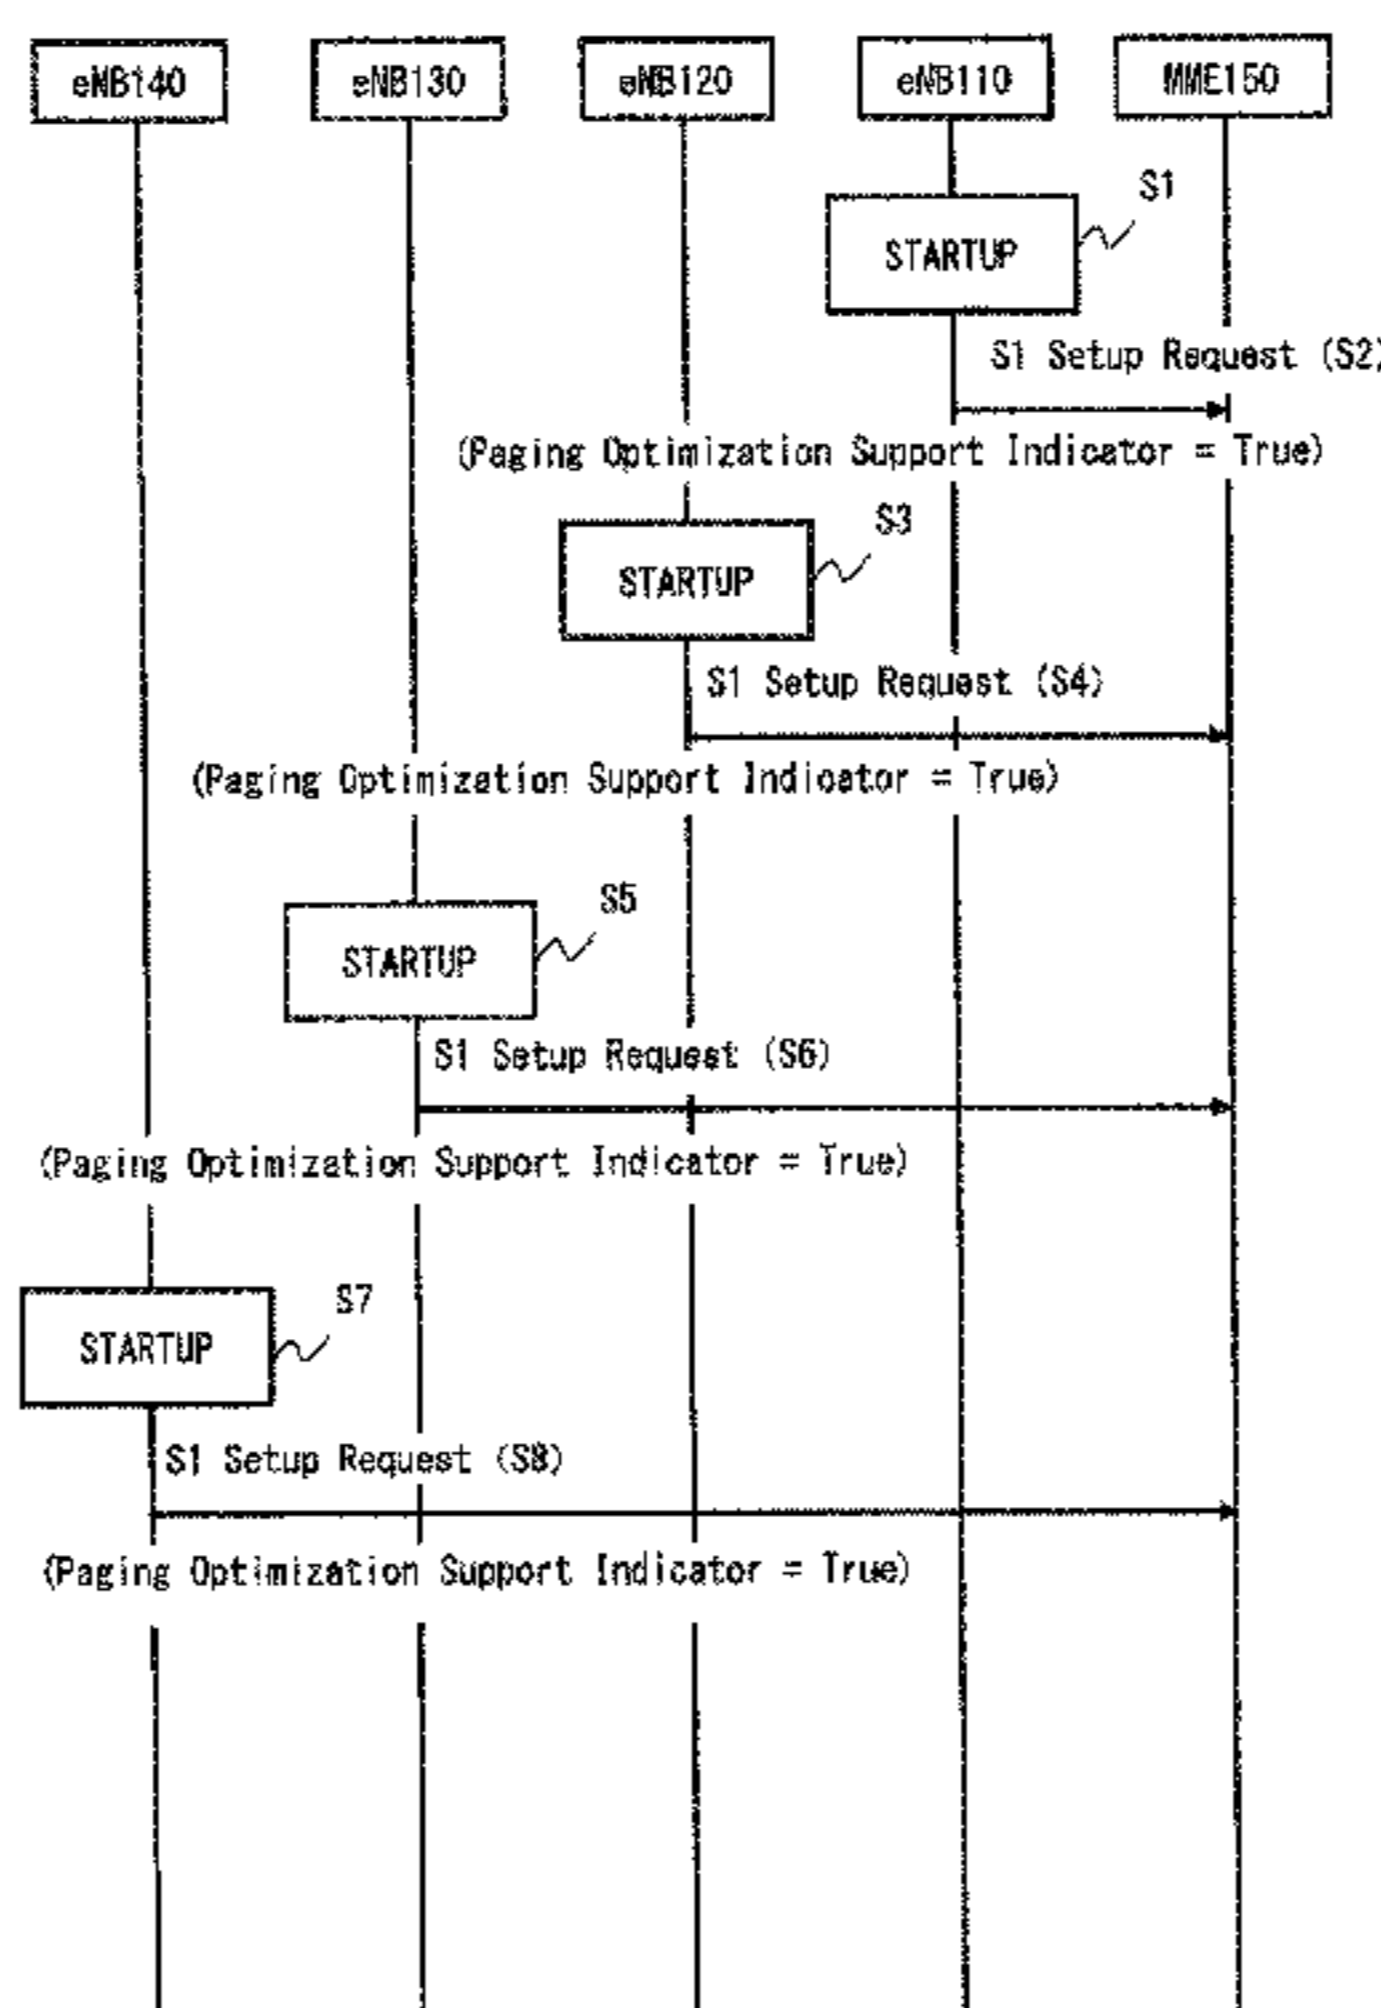 eNB140 eNB130 eNB120 eNB110 MME150
S1
STARTUP
S1 Setup Request (S2)
(Paging Optimization Support Indicator = True)
S3
STARTUP
S1 Setup Request (S4)
(Paging Optimization Support Indicator = True)
S5
STARTUP
S1 Setup Request (S6)
(Paging Optimization Support Indicator = True)
S7
STARTUP
S1 Setup Request (S8)
(Paging Optimization Support Indicator = True)